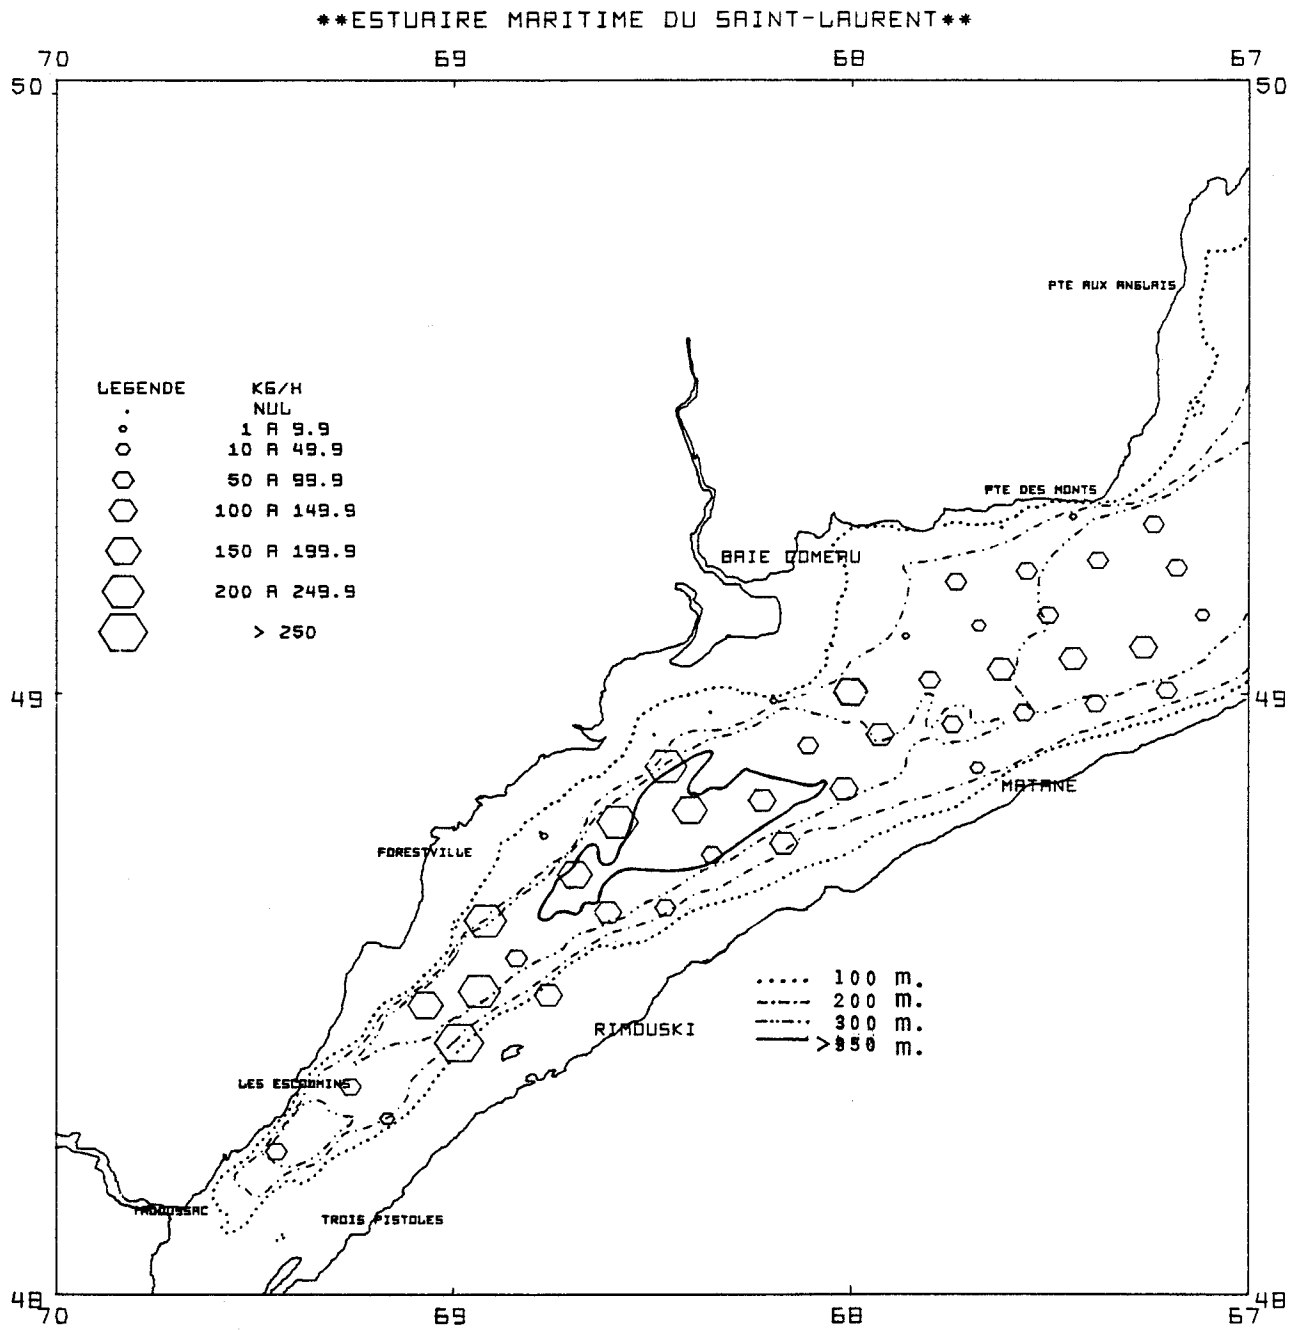 **ESTUAIRE MARITIME DU SAINT-LAURENT**
70 69 68 67
50 50
PTE AUX ANGLAIS
LEGENDE KG/H
NUL
1 A 9.9
10 A 49.9
50 A 99.9
100 A 149.9
150 A 199.9
200 A 249.9
> 250
PTE DES MONTS
BAIE COMEAU
49 49
MATANE
FORESTVILLE
100 m.
200 m.
300 m.
>350 m.
RIMOUSKI
LES ESCOUMINS
TADOUSSAC
TROIS PISTOLES
48 48
70 69 68 67